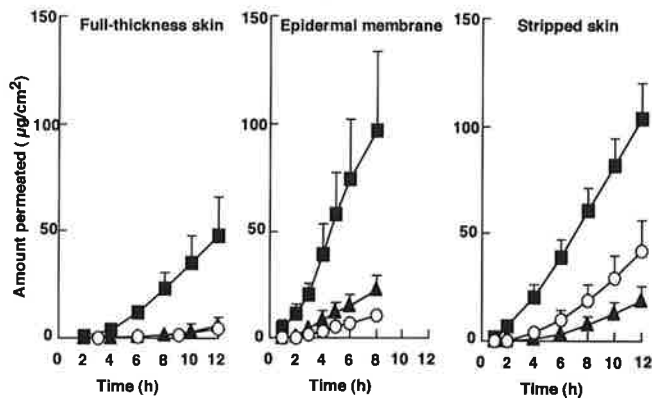 Full-thickness skin
Epidermal membrane
Stripped skin
Amount permeated ( µg/cm²)
150
100
50
0
0 2 4 6 8 10 12
Time (h)
150
100
50
0
0 2 4 6 8 10 12
Time (h)
150
100
50
0
0 2 4 6 8 10 12
Time (h)